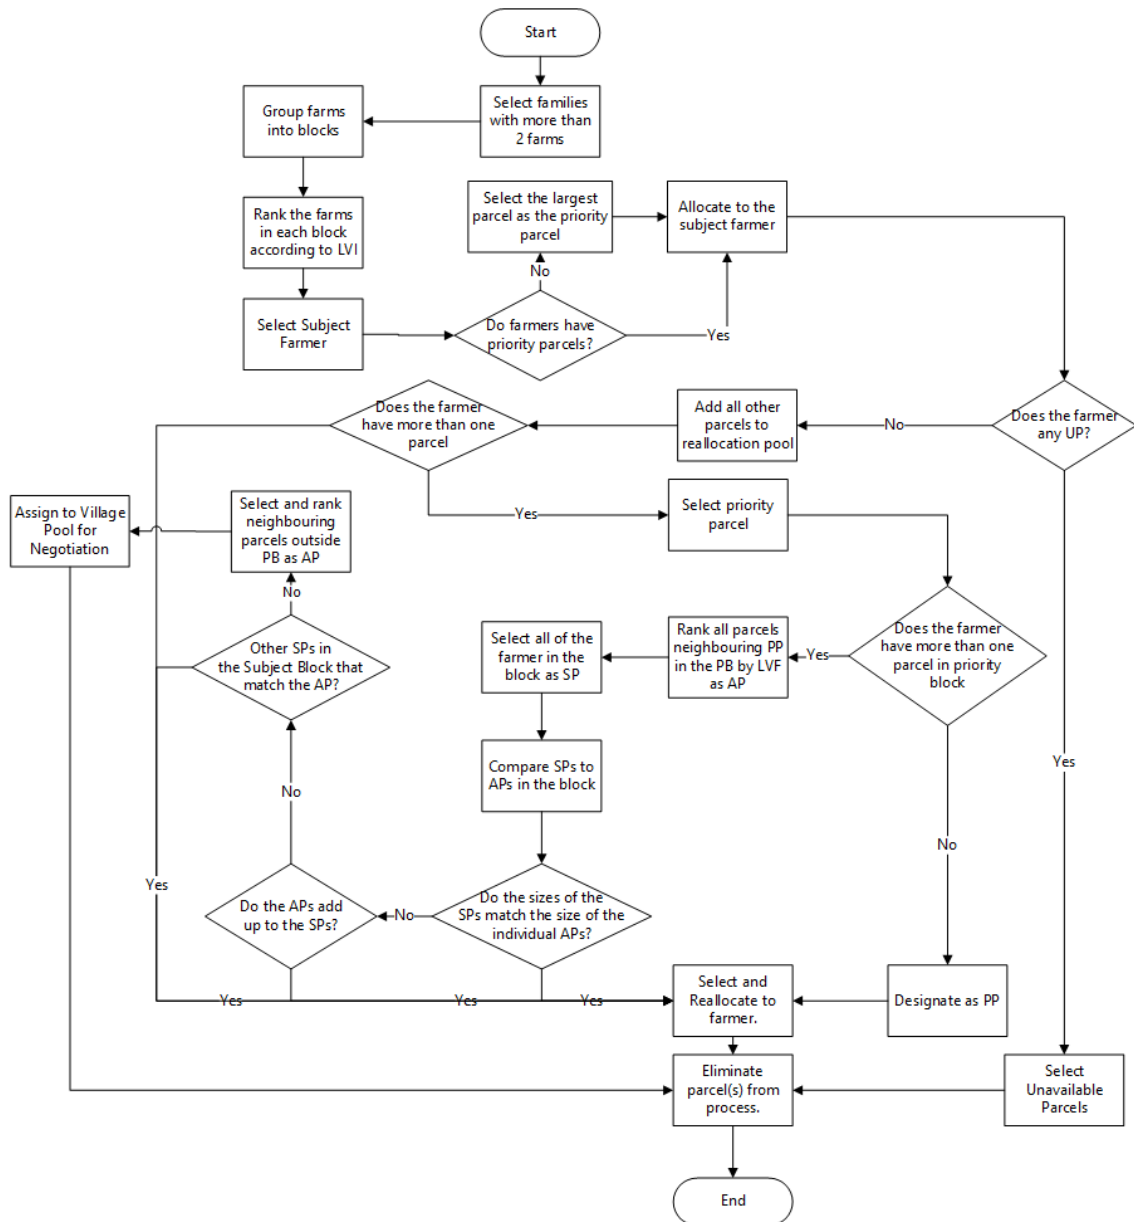 Start
Select families
with more than
2 farms
Group farms
into blocks
Rank the farms
in each block
according to LVI
Select Subject
Farmer
Do farmers have
priority parcels?
No
Yes
Select the largest
parcel as the priority
parcel
Allocate to the
subject farmer
Does the farmer
any UP?
No
Yes
Add all other
parcels to
reallocation pool
Does the farmer
have more than one
parcel
Yes
Select priority
parcel
Does the farmer
have more than one
parcel in priority
block
Yes
No
Rank all parcels
neighbouring PP
in the PB by LVF
as AP
Select all of the
farmer in the
block as SP
Compare SPs to
APs in the block
Do the sizes of the
SPs match the size of the
individual APs?
No
Yes
Do the APs add
up to the SPs?
No
Yes
Other SPs in
the Subject Block that
match the AP?
No
Yes
Select and rank
neighbouring
parcels outside
PB as AP
Assign to Village
Pool for
Negotiation
Yes
Select and
Reallocate to
farmer.
Designate as PP
Eliminate
parcel(s) from
process.
Select
Unavailable
Parcels
End